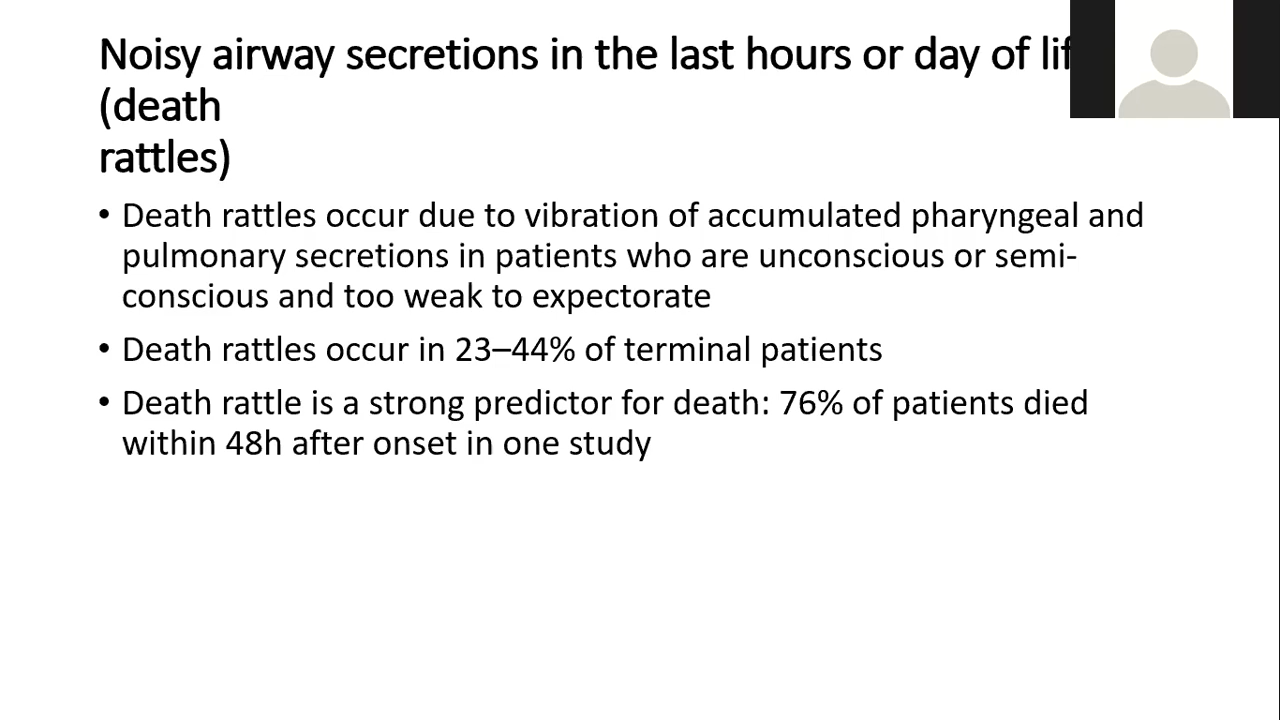 Noisy airway secretions in the last hours or day of
(death
rattles)
• Death rattles occur due to vibration of accumulated pharyngeal and
pulmonary secretions in patients who are unconscious or semi-
conscious and too weak to expectorate
• Death rattles occur in 23–44% of terminal patients
• Death rattle is a strong predictor for death: 76% of patients died
within 48h after onset in one study